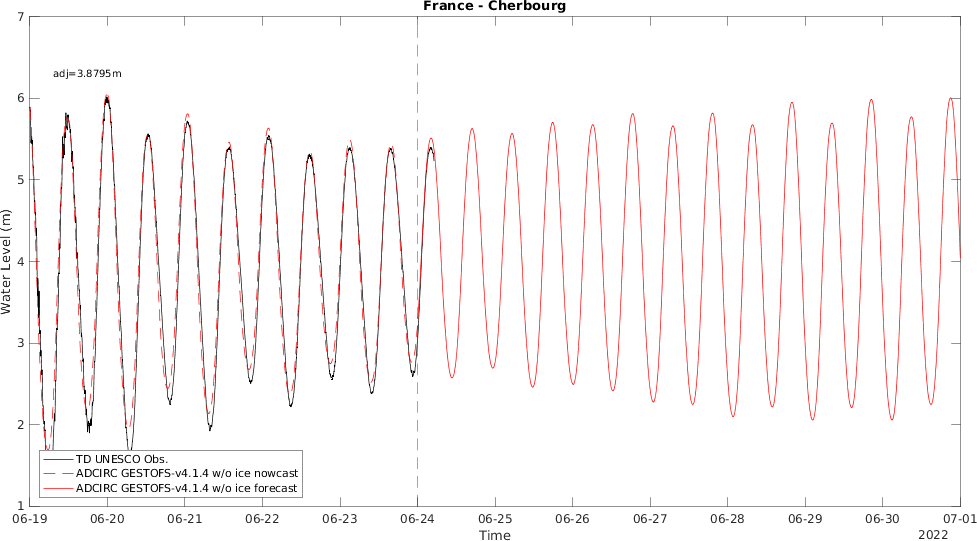 France - Cherbourg
7
adj=3.8795m
6
5
4
3
2
1
Water Level (m)
TD UNESCO Obs.
ADCIRC GESTOFS-v4.1.4 w/o ice nowcast
ADCIRC GESTOFS-v4.1.4 w/o ice forecast
06-19 06-20 06-21 06-22 06-23 06-24 06-25 06-26 06-27 06-28 06-29 06-30 07-01
Time
2022